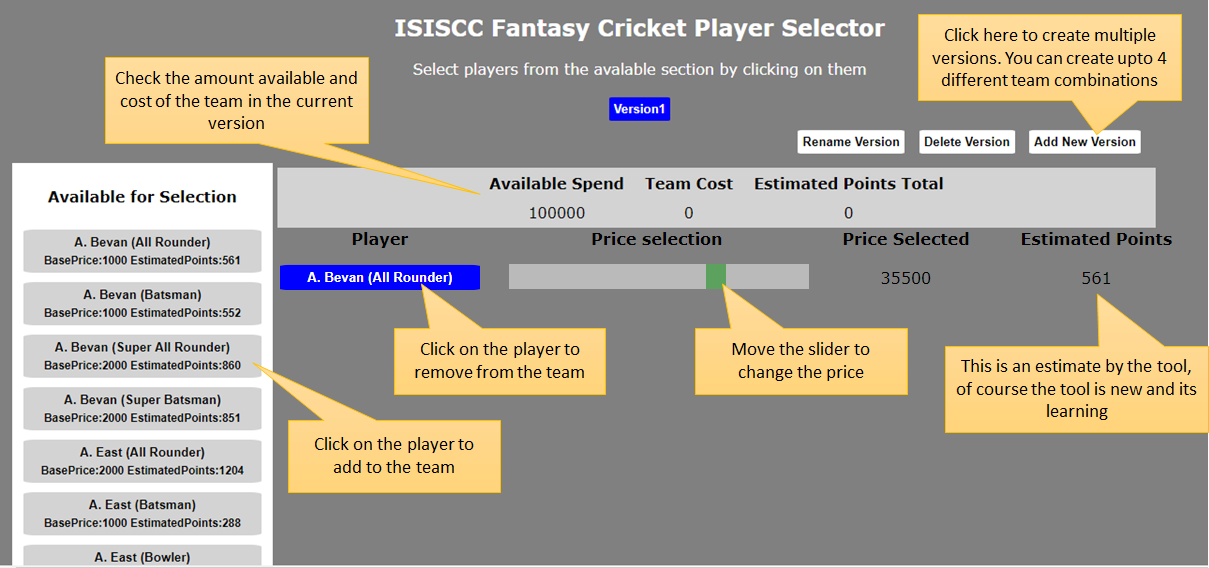 ISISCC Fantasy Cricket Player Selector
Select players from the avalable section by clicking on them
Version1
Click here to create multiple
versions. You can create upto 4
different team combinations
Check the amount available and
cost of the team in the current
version
Rename Version
Delete Version
Add New Version
Available for Selection
A. Bevan (All Rounder)
BasePrice:1000 EstimatedPoints:561
A. Bevan (Batsman)
BasePrice:1000 EstimatedPoints:552
A. Bevan (Super All Rounder)
BasePrice:2000 EstimatedPoints:860
A. Bevan (Super Batsman)
BasePrice:2000 EstimatedPoints:851
A. East (All Rounder)
BasePrice:2000 EstimatedPoints:1204
A. East (Batsman)
BasePrice:1000 EstimatedPoints:288
A. East (Bowler)
Available Spend Team Cost Estimated Points Total
100000 0 0
Player Price selection Price Selected Estimated Points
A. Bevan (All Rounder) 35500 561
Click on the player to
remove from the team
Move the slider to
change the price
This is an estimate by the tool,
of course the tool is new and its
learning
Click on the player to
add to the team